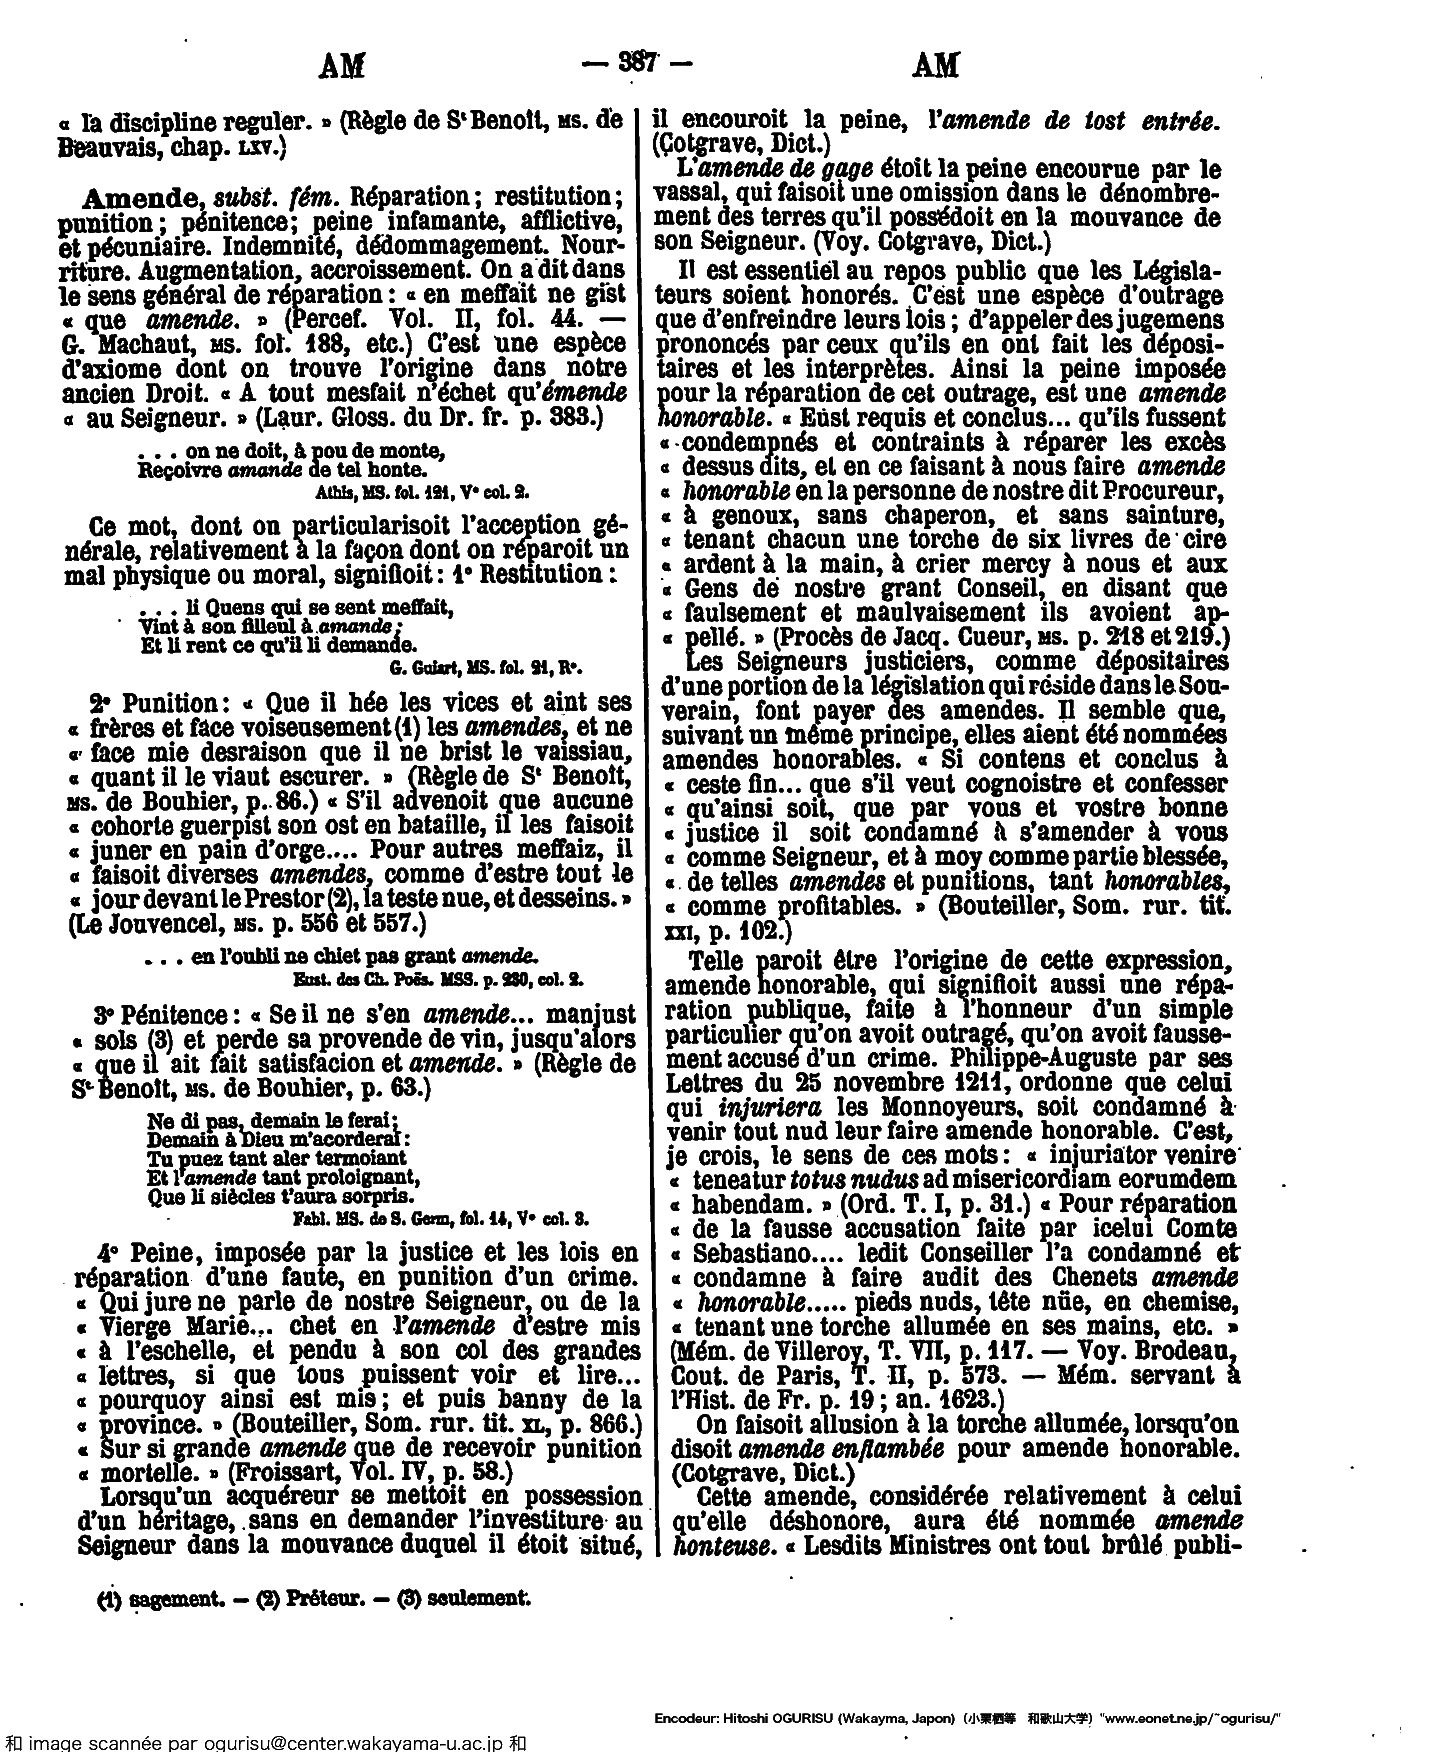 AM
— 387 —
AM
« la discipline reguler. » (Règle de St Benoît, MS. de
Beauvais, chap. LXV.)
Amende, subst. fém. Réparation ; restitution ;
punition ; pénitence ; peine infamante, afflictive,
et pécuniaire. Indemnité, dédommagement. Nour-
riture. Augmentation, accroissement. On a dit dans
le sens général de réparation : « en meffait ne gist
« que amende. » (Percef. Vol. II, fol. 44. —
G. Machaut, MS. fol. 188, etc.) C'est une espèce
d'axiome dont on trouve l'origine dans notre
ancien Droit. « A tout mesfait n'échet qu'émende
« au Seigneur. » (Laur. Gloss. du Dr. fr. p. 383.)
. . . on ne doit, à pou de monte,
Reçoivre amande de tel honte.
Athis, MS. fol. 121, V° col. 2.
Ce mot, dont on particularisoit l'acception gé-
nérale, relativement à la façon dont on réparoit un
mal physique ou moral, signifioit : 1° Restitution :
. . . li Quens qui se sent meffait,
Vint à son filleul à amande ;
Et li rent ce qu'il li demande.
G. Guiart, MS. fol. 21, R°.
2° Punition : « Que il hée les vices et aint ses
« frères et face voiseusement (1) les amendes, et ne
« face mie desraison que il ne brist le vaissiau,
« quant il le viaut escurer. » (Règle de St Benoît,
MS. de Bouhier, p. 86.) « S'il advenoit que aucune
« cohorte guerpist son ost en bataille, il les faisoit
« juner en pain d'orge.... Pour autres meffaiz, il
« faisoit diverses amendes, comme d'estre tout le
« jour devant le Prestor (2), la teste nue, et desseins. »
(Le Jouvencel, MS. p. 556 et 557.)
. . . en l'oubli ne chiet pas grant amende.
Eust. des Ch. Poës. MSS. p. 230, col. 2.
3° Pénitence : « Se il ne s'en amende... manjust
« sols (3) et perde sa provende de vin, jusqu'alors
« que il ait fait satisfacion et amende. » (Règle de
St Benoît, MS. de Bouhier, p. 63.)
Ne di pas, demain le ferai ;
Demain à Dieu m'acorderai :
Tu puez tant aler termoiant
Et l'amende tant proloignant,
Que li siècles t'aura sorpris.
Fabl. MS. de S. Germ, fol. 14, V° col. 3.
4° Peine, imposée par la justice et les lois en
réparation d'une faute, en punition d'un crime.
« Qui jure ne parle de nostre Seigneur, ou de la
« Vierge Marie... chet en l'amende d'estre mis
« à l'eschelle, et pendu à son col des grandes
« lettres, si que tous puissent voir et lire...
« pourquoy ainsi est mis ; et puis banny de la
« province. » (Bouteiller, Som. rur. tit. XL, p. 866.)
« Sur si grande amende que de recevoir punition
« mortelle. » (Froissart, Vol. IV, p. 58.)
Lorsqu'un acquéreur se mettoit en possession
d'un héritage, sans en demander l'investiture au
Seigneur dans la mouvance duquel il étoit situé,
il encouroit la peine, l'amende de tost entrée.
(Cotgrave, Dict.)
L'amende de gage étoit la peine encourue par le
vassal, qui faisoit une omission dans le dénombre-
ment des terres qu'il possédoit en la mouvance de
son Seigneur. (Voy. Cotgrave, Dict.)
Il est essentiel au repos public que les Législa-
teurs soient honorés. C'est une espèce d'outrage
que d'enfreindre leurs lois ; d'appeler des jugemens
prononcés par ceux qu'ils en ont fait les déposi-
taires et les interprètes. Ainsi la peine imposée
pour la réparation de cet outrage, est une amende
honorable. « Eust requis et conclus... qu'ils fussent
« condempnés et contraints à réparer les excès
« dessus dits, et en ce faisant à nous faire amende
« honorable en la personne de nostre dit Procureur,
« à genoux, sans chaperon, et sans sainture,
« tenant chacun une torche de six livres de cire
« ardent à la main, à crier mercy à nous et aux
« Gens de nostre grant Conseil, en disant que
« faulsement et maulvaisement ils avoient ap-
« pellé. » (Procès de Jacq. Cueur, MS. p. 218 et 219.)
Les Seigneurs justiciers, comme dépositaires
d'une portion de la législation qui réside dans le Sou-
verain, font payer des amendes. Il semble que,
suivant un même principe, elles aient été nommées
amendes honorables. « Si contens et conclus à
« ceste fin... que s'il veut cognoistre et confesser
« qu'ainsi soit, que par vous et vostre bonne
« justice il soit condamné à s'amender à vous
« comme Seigneur, et à moy comme partie blessée,
« de telles amendes et punitions, tant honorables,
« comme profitables. » (Bouteiller, Som. rur. tit.
XXI, p. 102.)
Telle paroit être l'origine de cette expression,
amende honorable, qui signifioit aussi une répa-
ration publique, faite à l'honneur d'un simple
particulier qu'on avoit outragé, qu'on avoit fausse-
ment accusé d'un crime. Philippe-Auguste par ses
Lettres du 25 novembre 1211, ordonne que celui
qui injuriera les Monnoyeurs, soit condamné à
venir tout nud leur faire amende honorable. C'est,
je crois, le sens de ces mots : « injuriator venire
« teneatur totus nudus ad misericordiam eorumdem
« habendam. » (Ord. T. I, p. 31.) « Pour réparation
« de la fausse accusation faite par icelui Comte
« Sebastiano.... ledit Conseiller l'a condamné et
« condamne à faire audit des Chenets amende
« honorable..... pieds nuds, tête nüe, en chemise,
« tenant une torche allumée en ses mains, etc. »
(Mém. de Villeroy, T. VII, p. 117. — Voy. Brodeau,
Cout. de Paris, T. II, p. 573. — Mém. servant à
l'Hist. de Fr. p. 19 ; an. 1623.)
On faisoit allusion à la torche allumée, lorsqu'on
disoit amende enflambée pour amende honorable.
(Cotgrave, Dict.)
Cette amende, considérée relativement à celui
qu'elle déshonore, aura été nommée amende
honteuse. « Lesdits Ministres ont tout brûlé publi-
(1) sagement. — (2) Préteur. — (3) seulement.
Encodeur: Hitoshi OGURISU (Wakayma, Japon) (小栗栖等 和歌山大学) "www.eonet.ne.jp/~ogurisu/"
和 image scannée par ogurisu@center.wakayama-u.ac.jp 和